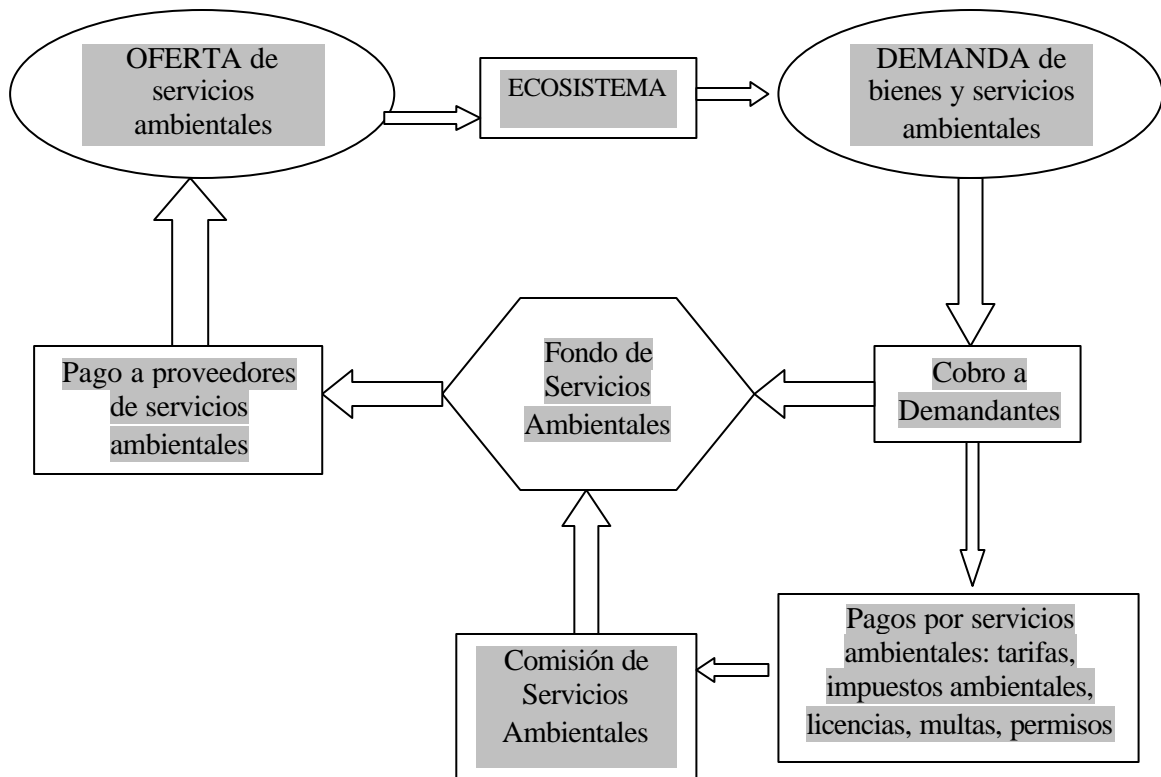 OFERTA de
servicios
ambientales
ECOSISTEMA
DEMANDA de
bienes y servicios
ambientales
Pago a proveedores
de servicios
ambientales
Fondo de
Servicios
Ambientales
Cobro a
Demandantes
Comisión de
Servicios
Ambientales
Pagos por servicios
ambientales: tarifas,
impuestos ambientales,
licencias, multas, permisos